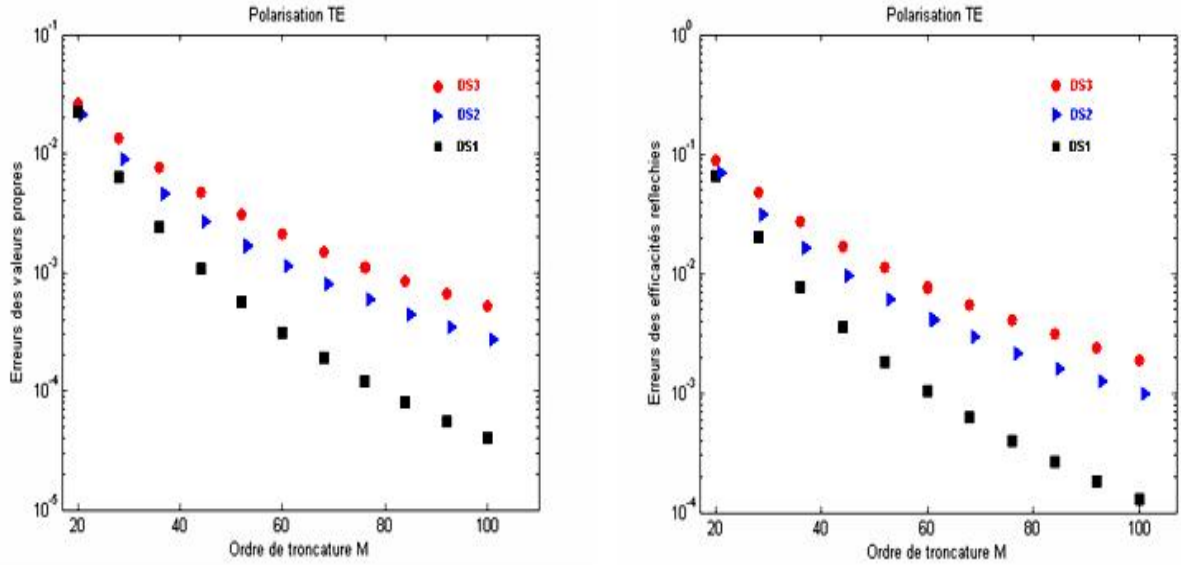 Polarisation TE
Erreurs des valeurs propres
10^-1
10^-2
10^-3
10^-4
10^-5
DS3
DS2
DS1
20
40
60
80
100
Ordre de troncature M
Polarisation TE
Erreurs des efficacités reflechies
10^0
10^-1
10^-2
10^-3
10^-4
DS3
DS2
DS1
20
40
60
80
100
Ordre de troncature M